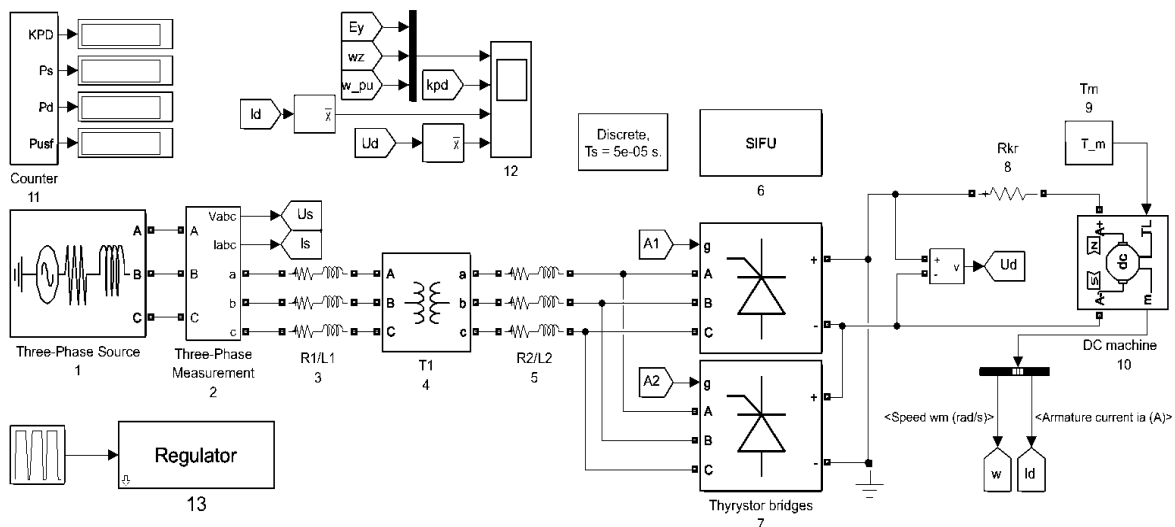 KPD
Ps
Pd
Pusf
Counter
11
Ey
wz
w_pu
kpd
Id
x
Ud
x
12
Discrete,
Ts = 5e-05 s.
SIFU
6
Tm
9
T_m
Rkr
8
A
B
C
Three-Phase Source
1
A
B
C
Vabc
Iabc
a
b
c
Three-Phase
Measurement
2
Us
Is
R1/L1
3
A
B
C
a
b
c
T1
4
R2/L2
5
A1
g
A
B
C
+
-
A2
g
A
B
C
+
-
Thyrystor bridges
7
+
-
v
Ud
+
A+
A-
N
S
dc
TL
m
DC machine
10
<Speed wm (rad/s)>
<Armature current ia (A)>
w
Id
Regulator
13